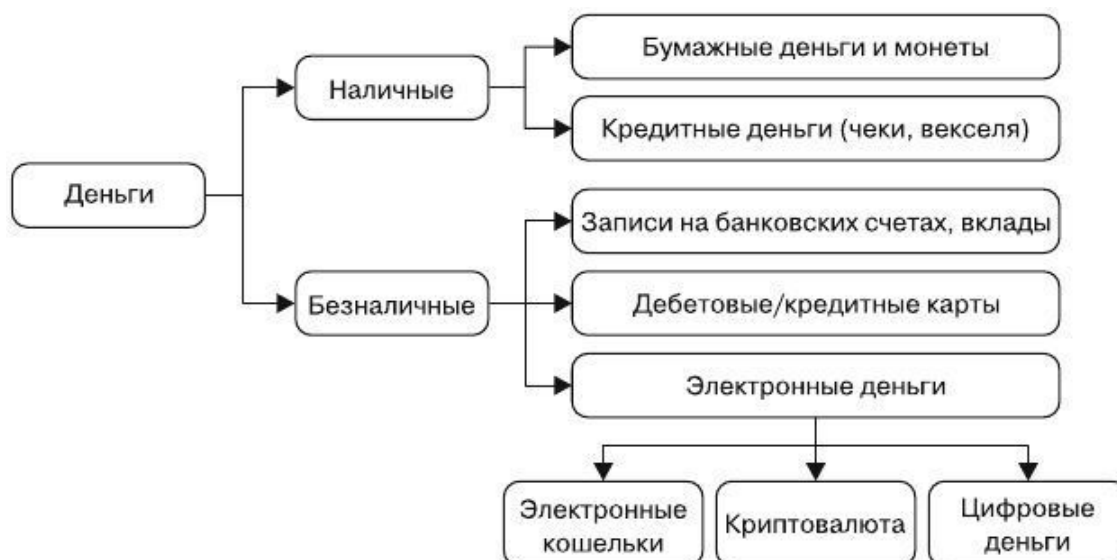 Бумажные деньги и монеты
Наличные
Кредитные деньги (чеки, векселя)
Деньги
Записи на банковских счетах, вклады
Безналичные
Дебетовые/кредитные карты
Электронные деньги
Электронные
кошельки
Криптовалюта
Цифровые
деньги